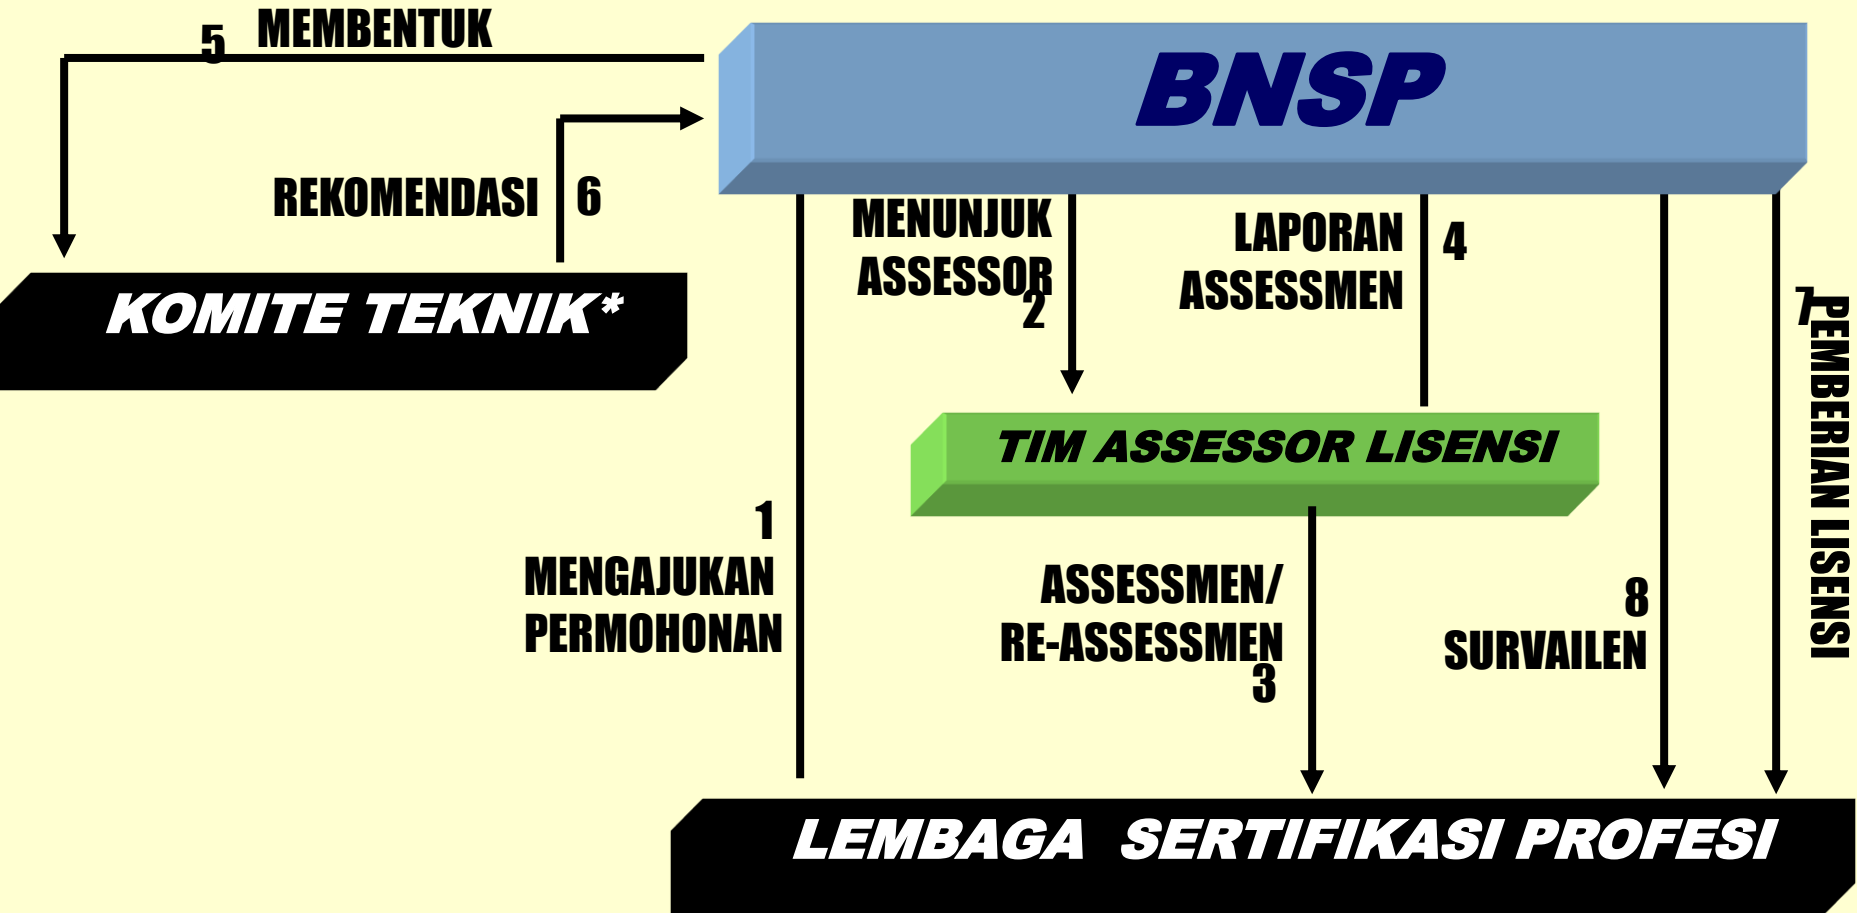 5 MEMBENTUK
BNSP
REKOMENDASI 6
KOMITE TEKNIK*
MENUNJUK
ASSESSOR
2
LAPORAN
ASSESSMEN
4
7
PEMBERIAN LISENSI
TIM ASSESSOR LISENSI
1
MENGAJUKAN
PERMOHONAN
ASSESSMEN/
RE-ASSESSMEN
3
8
SURVAILEN
LEMBAGA SERTIFIKASI PROFESI